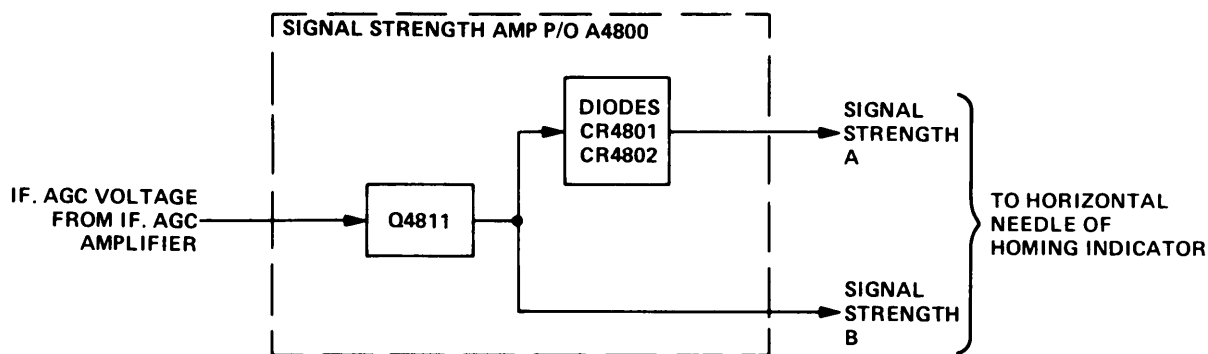 SIGNAL STRENGTH AMP P/O A4800
DIODES
CR4801
CR4802
SIGNAL
STRENGTH
A
IF. AGC VOLTAGE
FROM IF. AGC
AMPLIFIER
Q4811
TO HORIZONTAL
NEEDLE OF
HOMING INDICATOR
SIGNAL
STRENGTH
B